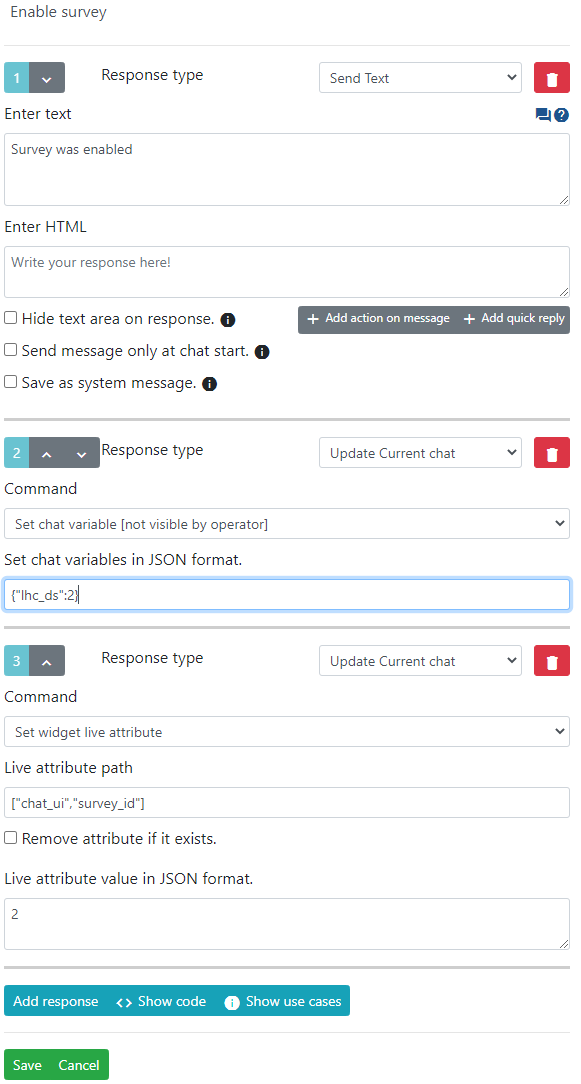 Enable survey
1 Response type Send Text
Enter text
Survey was enabled
Enter HTML
Write your response here!
Hide text area on response. Add action on message Add quick reply
Send message only at chat start.
Save as system message.
2 Response type Update Current chat
Command
Set chat variable [not visible by operator]
Set chat variables in JSON format.
{"lhc_ds":2}
3 Response type Update Current chat
Command
Set widget live attribute
Live attribute path
["chat_ui","survey_id"]
Remove attribute if it exists.
Live attribute value in JSON format.
2
Add response <> Show code Show use cases
Save Cancel